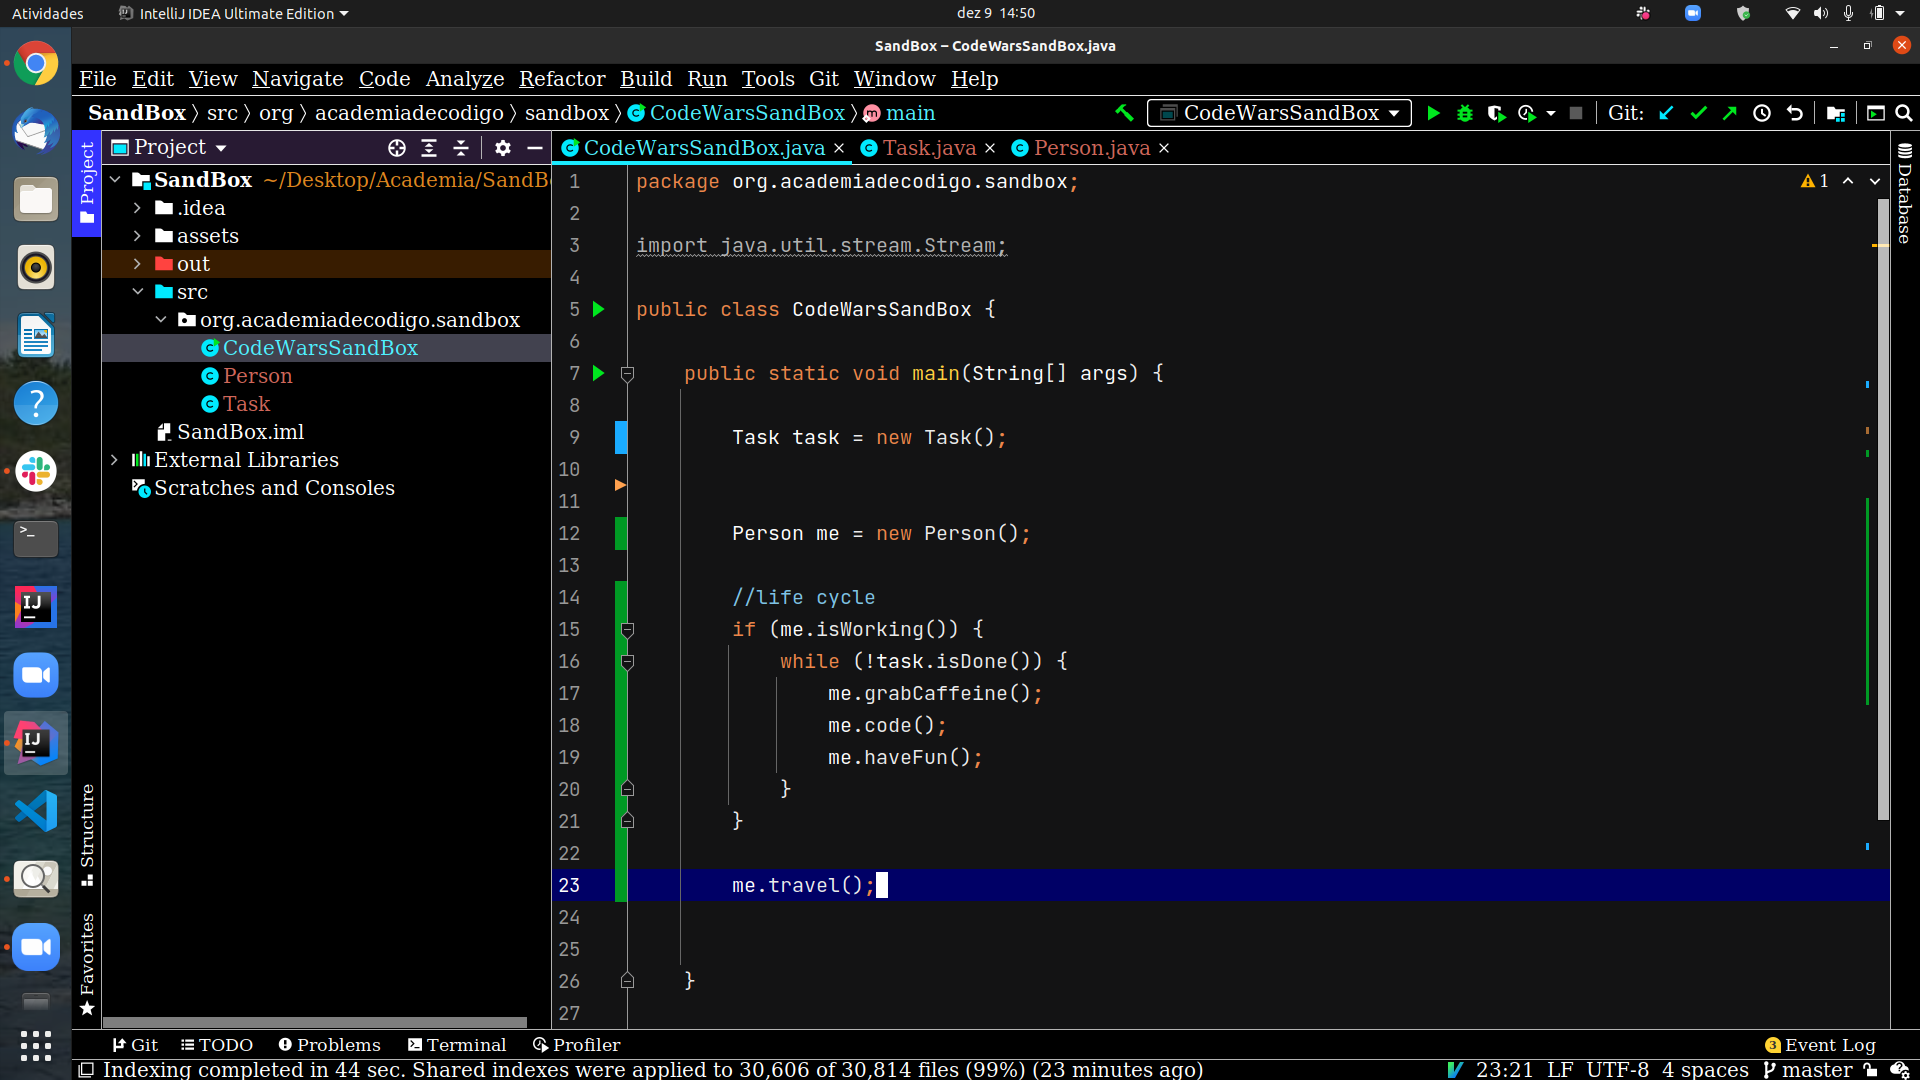 Atividades IntelliJ IDEA Ultimate Edition dez 9 14:50
SandBox – CodeWarsSandBox.java
File Edit View Navigate Code Analyze Refactor Build Run Tools Git Window Help
SandBox src org academiadecodigo sandbox CodeWarsSandBox main CodeWarsSandBox Git:
Project
Project
CodeWarsSandBox.java Task.java Person.java
Database
SandBox ~/Desktop/Academia/SandB
.idea
assets
out
src
org.academiadecodigo.sandbox
CodeWarsSandBox
Person
Task
SandBox.iml
External Libraries
Scratches and Consoles
Structure
Favorites
1 package org.academiadecodigo.sandbox; 1
2
3 import java.util.stream.Stream;
4
5 public class CodeWarsSandBox {
6
7 public static void main(String[] args) {
8
9 Task task = new Task();
10
11
12 Person me = new Person();
13
14 //life cycle
15 if (me.isWorking()) {
16 while (!task.isDone()) {
17 me.grabCaffeine();
18 me.code();
19 me.haveFun();
20 }
21 }
22
23 me.travel();
24
25
26 }
27
Git TODO Problems Terminal Profiler 3 Event Log
Indexing completed in 44 sec. Shared indexes were applied to 30,606 of 30,814 files (99%) (23 minutes ago) 23:21 LF UTF-8 4 spaces master